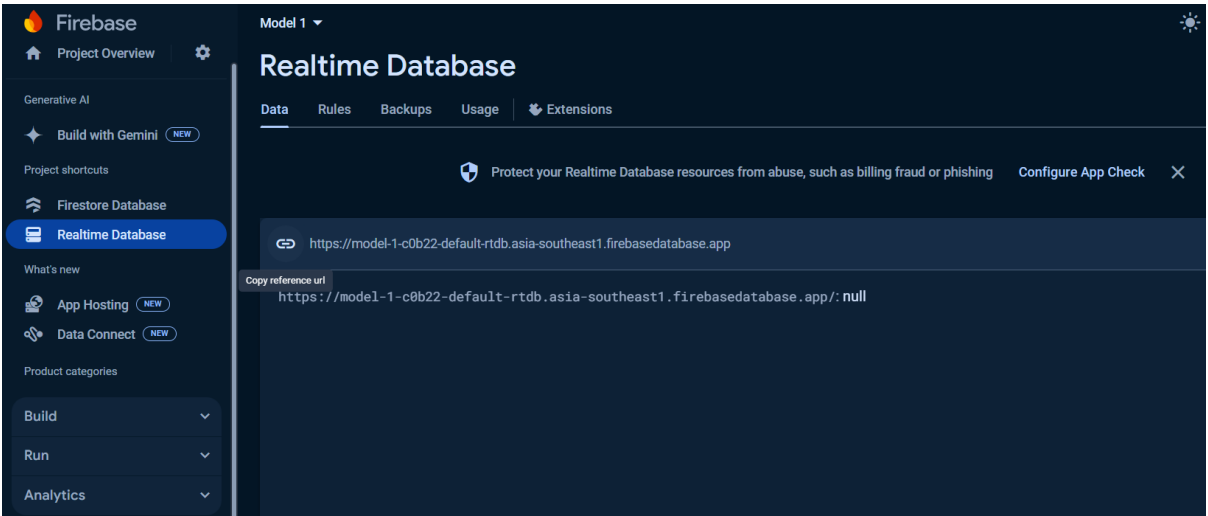 Firebase
Project Overview
Generative AI
Build with Gemini NEW
Project shortcuts
Firestore Database
Realtime Database
What's new
App Hosting NEW
Data Connect NEW
Product categories
Build
Run
Analytics
Model 1
Realtime Database
Data Rules Backups Usage Extensions
Protect your Realtime Database resources from abuse, such as billing fraud or phishing Configure App Check
https://model-1-c0b22-default-rtdb.asia-southeast1.firebasedatabase.app
Copy reference url
https://model-1-c0b22-default-rtdb.asia-southeast1.firebasedatabase.app/: null